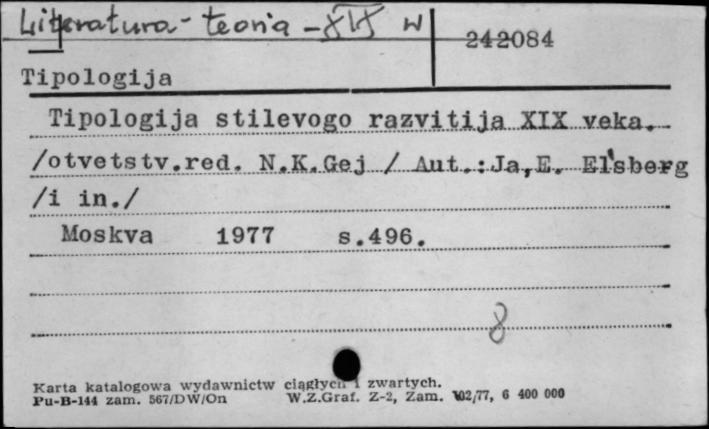 Literatura - teoria - XIX w
242084
Tipologija
Tipologija stilevogo razvitija XIX veka.
/otvetstv.red. N.K.Gej / Aut.:Ja,E. El'sberg
/i in./
Moskva 1977 s.496.
8
Karta katalogowa wydawnictw ciągłych i zwartych.
Pu-B-144 zam. 567/DW/On W.Z.Graf. Z-2, Zam. 102/77, 6 400 000